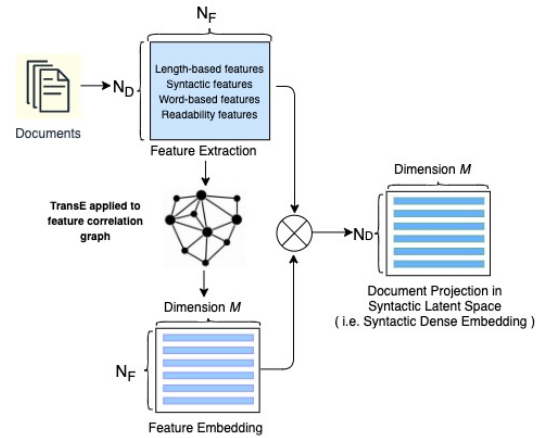 N_F
N_D
Length-based features
Syntactic features
Word-based features
Readability features
Documents
Feature Extraction
TransE applied to
feature correlation
graph
Dimension M
N_F
Feature Embedding
Dimension M
N_D
Document Projection in
Syntactic Latent Space
( i.e. Syntactic Dense Embedding )